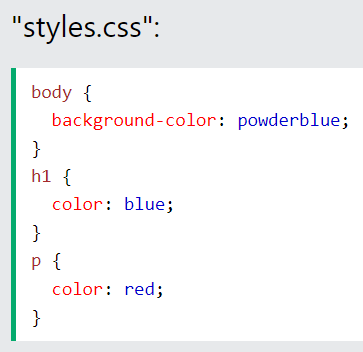 "styles.css":
body {
  background-color: powderblue;
}
h1 {
  color: blue;
}
p {
  color: red;
}